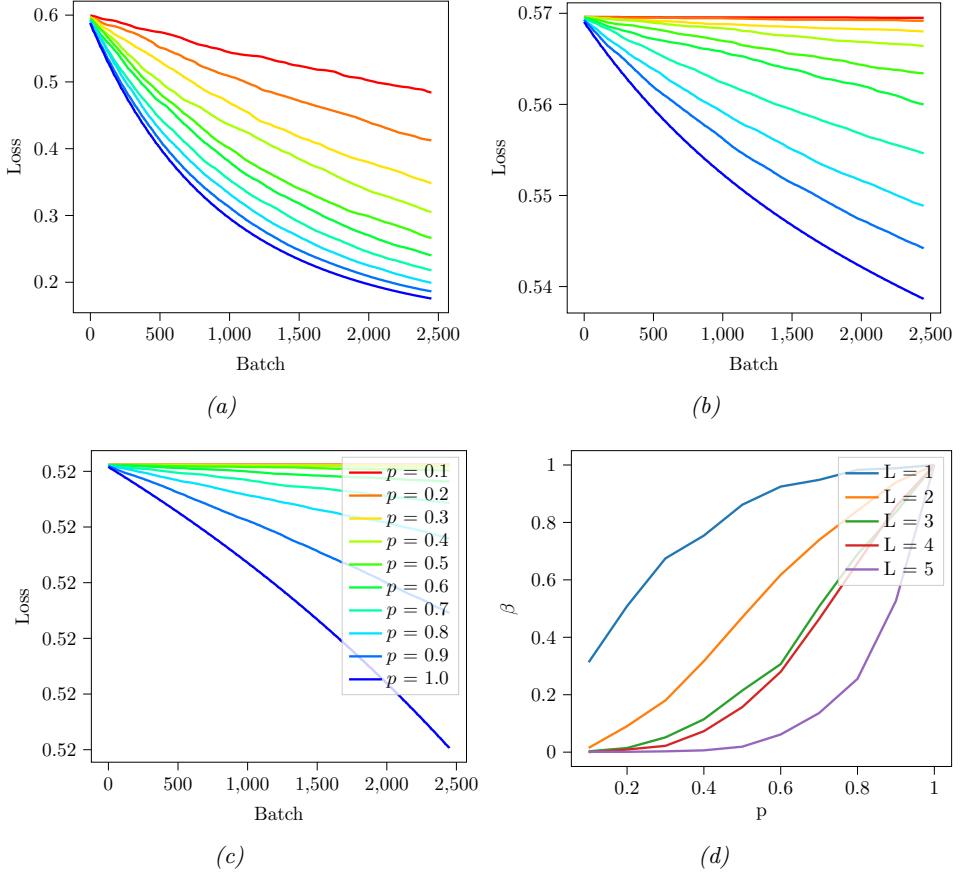 0.6
0.5
0.4
0.3
0.2
Loss
0
500
1,000
1,500
2,000
2,500
Batch
(a)
0.57
0.56
0.55
0.54
Loss
0
500
1,000
1,500
2,000
2,500
Batch
(b)
0.52
0.52
0.52
0.52
0.52
0.52
Loss
0
500
1,000
1,500
2,000
2,500
Batch
p = 0.1
p = 0.2
p = 0.3
p = 0.4
p = 0.5
p = 0.6
p = 0.7
p = 0.8
p = 0.9
p = 1.0
(c)
1
0.8
0.6
0.4
0.2
0
β
0.2
0.4
0.6
0.8
1
p
L = 1
L = 2
L = 3
L = 4
L = 5
(d)